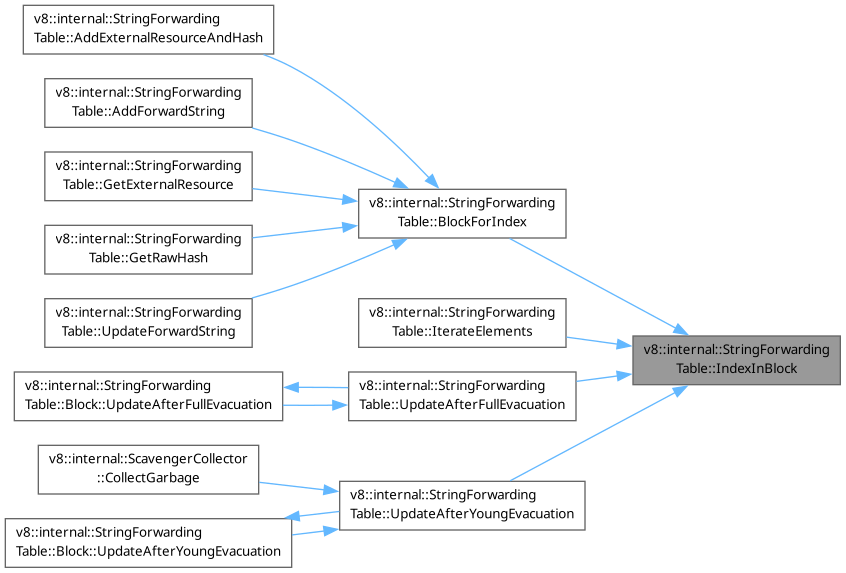 v8::internal::StringForwarding
Table::AddExternalResourceAndHash
v8::internal::StringForwarding
Table::AddForwardString
v8::internal::StringForwarding
Table::GetExternalResource
v8::internal::StringForwarding
Table::GetRawHash
v8::internal::StringForwarding
Table::UpdateForwardString
v8::internal::StringForwarding
Table::BlockForIndex
v8::internal::StringForwarding
Table::IterateElements
v8::internal::StringForwarding
Table::IndexInBlock
v8::internal::StringForwarding
Table::Block::UpdateAfterFullEvacuation
v8::internal::StringForwarding
Table::UpdateAfterFullEvacuation
v8::internal::ScavengerCollector
::CollectGarbage
v8::internal::StringForwarding
Table::UpdateAfterYoungEvacuation
v8::internal::StringForwarding
Table::Block::UpdateAfterYoungEvacuation